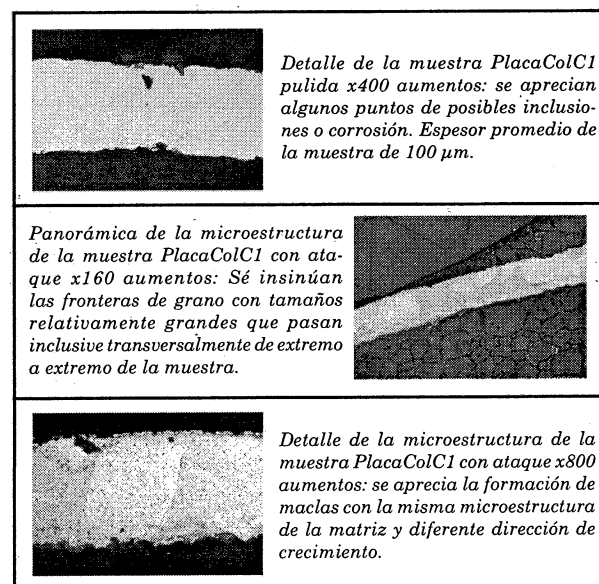 Detalle de la muestra PlacaColC1
pulida x400 aumentos: se aprecian
algunos puntos de posibles inclusio-
nes o corrosión. Espesor promedio de
la muestra de 100 µm.
Panorámica de la microestructura
de la muestra PlacaColC1 con ata-
que x160 aumentos: Sé insinúan
las fronteras de grano con tamaños
relativamente grandes que pasan
inclusive transversalmente de extremo
a extremo de la muestra.
Detalle de la microestructura de la
muestra PlacaColC1 con ataque x800
aumentos: se aprecia la formación de
maclas con la misma microestructura
de la matriz y diferente dirección de
crecimiento.